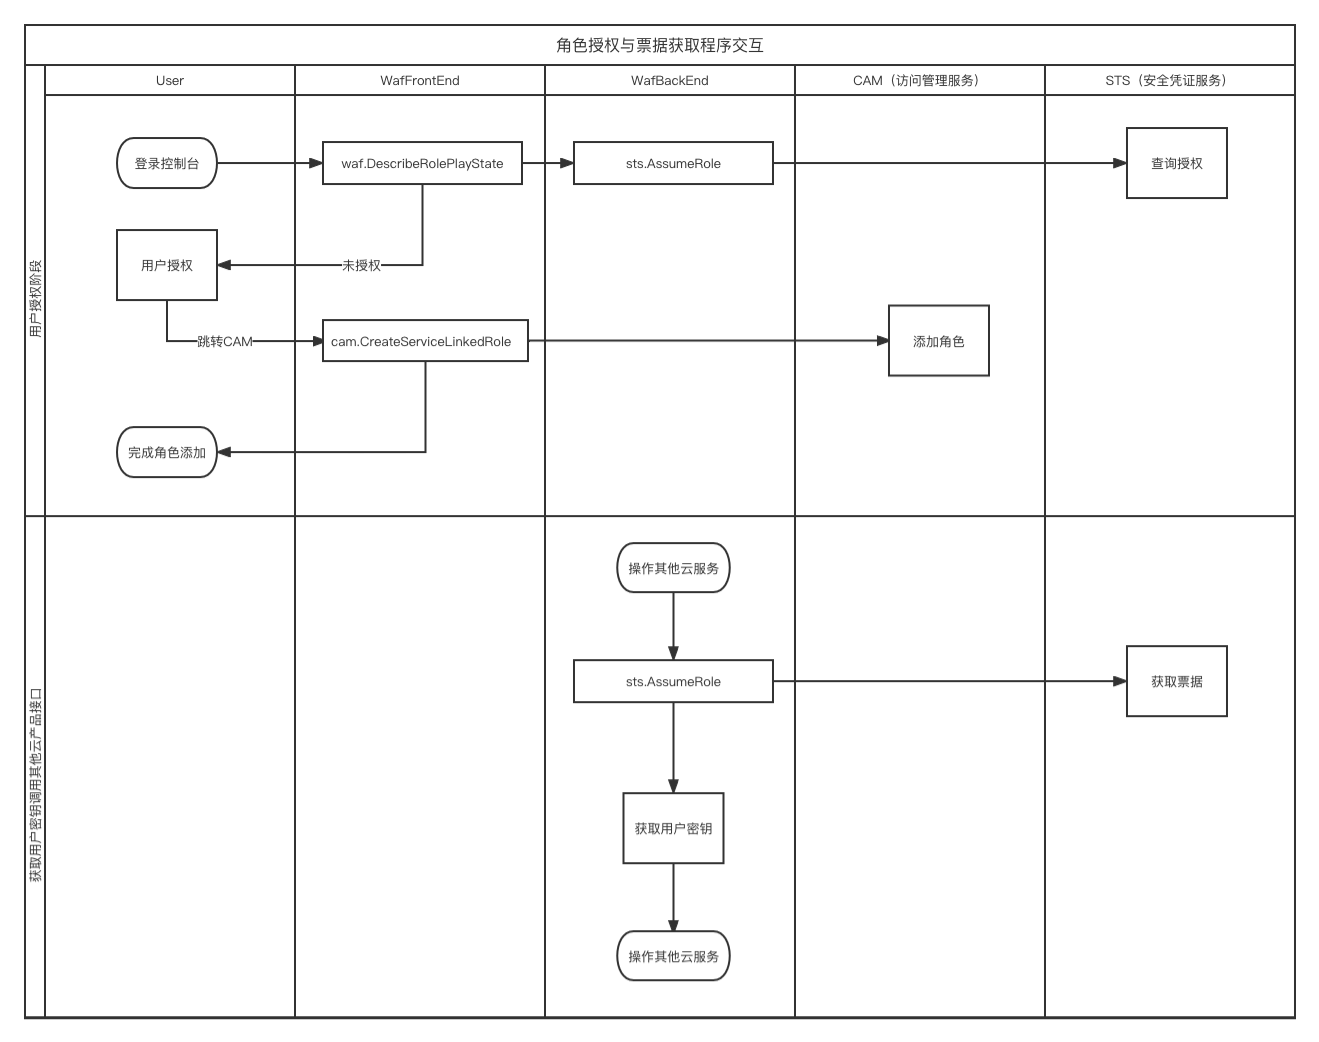 角色授权与票据获取程序交互
User
WafFrontEnd
WafBackEnd
CAM（访问管理服务）
STS（安全凭证服务）
用户授权阶段
登录控制台
waf.DescribeRolePlayState
sts.AssumeRole
查询授权
用户授权
未授权
跳转CAM
cam.CreateServiceLinkedRole
添加角色
完成角色添加
获取用户密钥调用其他云产品接口
操作其他云服务
sts.AssumeRole
获取票据
获取用户密钥
操作其他云服务